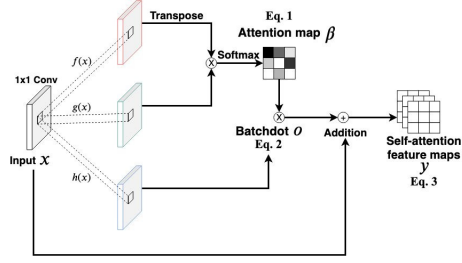 Eq. 1
Transpose
Attention map β
f(x)
Softmax
1x1 Conv
g(x)
Batchdot O
Eq. 2
Addition
Self-attention
feature maps
y
Eq. 3
Input x
h(x)